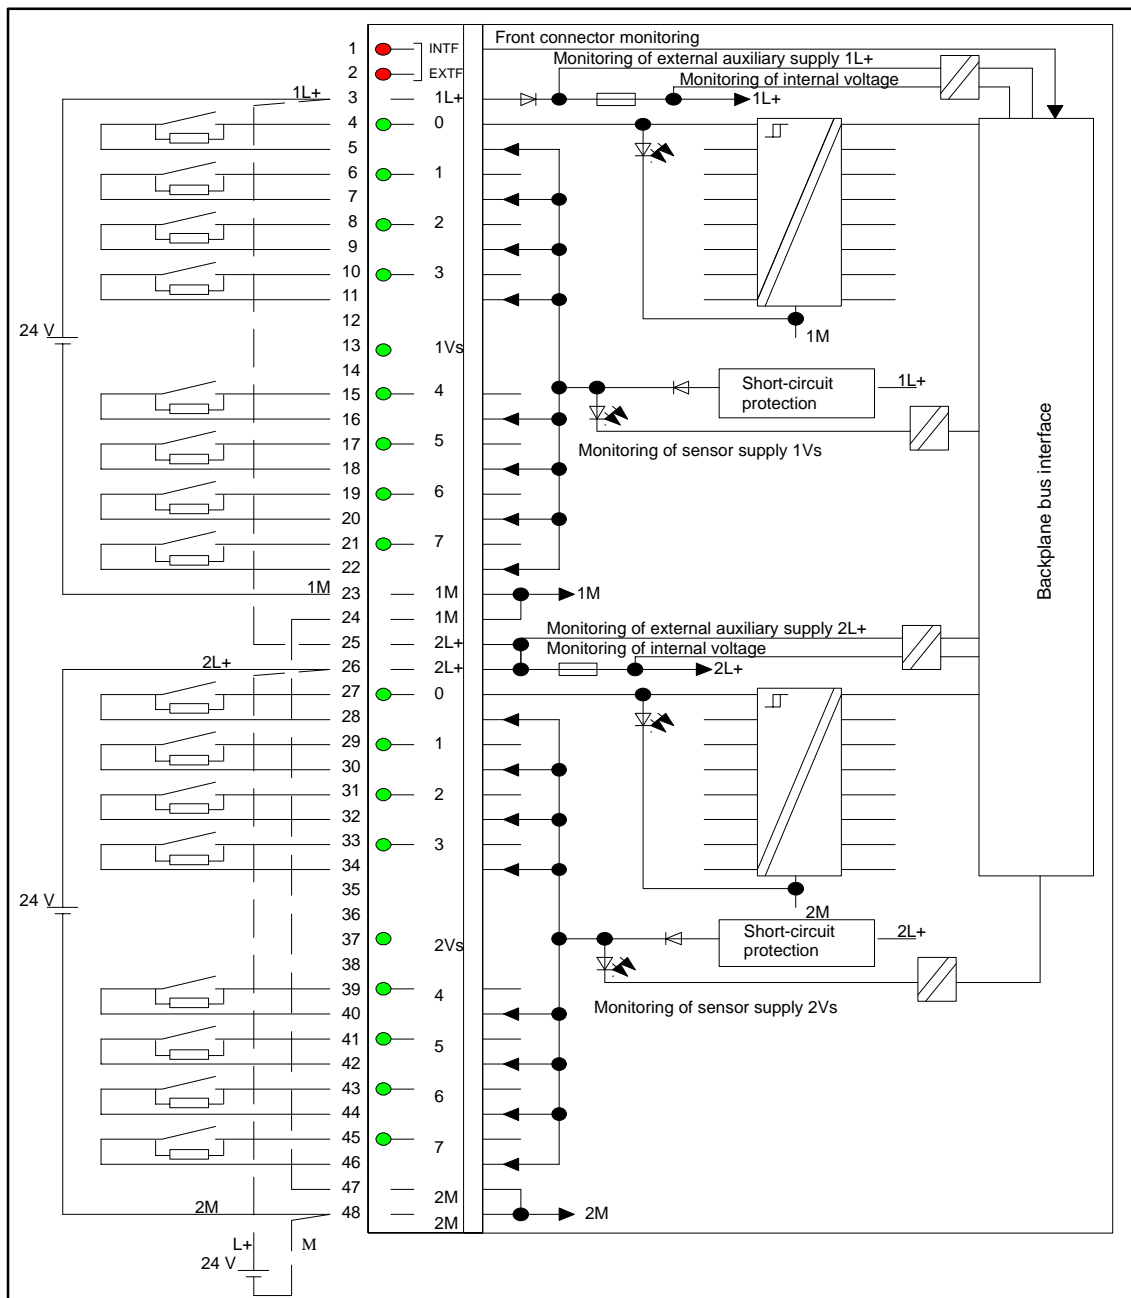 Front connector monitoring
1 INTF
Monitoring of external auxiliary supply 1L+
2 EXTF
Monitoring of internal voltage
1L+ 3 1L+ 1L+
4 0
5
6 1
7
8 2
9
10 3
11
12
24 V
1M
13 1Vs
14
Short-circuit
protection
1L+
15 4
16
17 5
Monitoring of sensor supply 1Vs
18
19 6
20
21 7
22
Backplane bus interface
1M 23 1M 1M
24 1M
Monitoring of external auxiliary supply 2L+
25 2L+
Monitoring of internal voltage
2L+ 26 2L+ 2L+
27 0
28
29 1
30
31 2
32
33 3
34
35
24 V
36
2M
37 2Vs
Short-circuit
protection
2L+
38
39 4
40
Monitoring of sensor supply 2Vs
41 5
42
43 6
44
45 7
46
47 2M
2M 48 2M
2M
L+ M
24 V